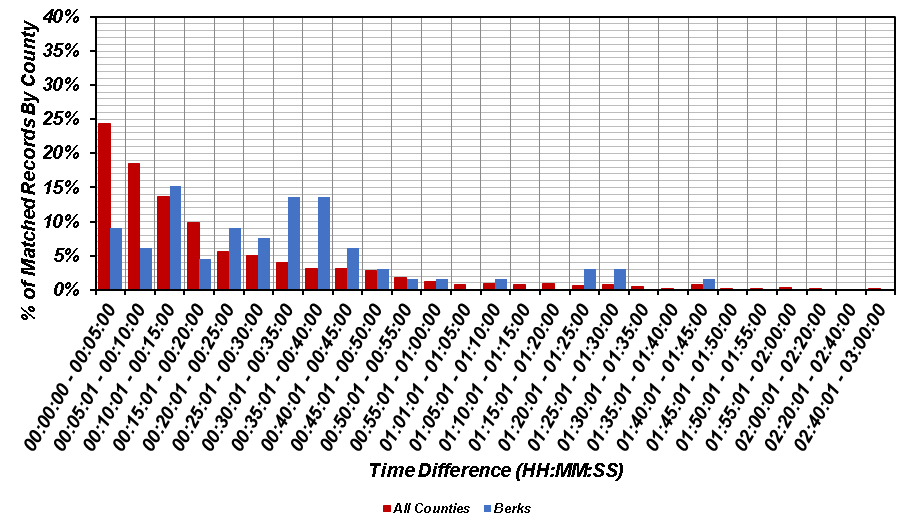 % of Matched Records By County
40%
35%
30%
25%
20%
15%
10%
5%
0%
00:00:00 - 00:05:00
00:05:01 - 00:10:00
00:10:01 - 00:15:00
00:15:01 - 00:20:00
00:20:01 - 00:25:00
00:25:01 - 00:30:00
00:30:01 - 00:35:00
00:35:01 - 00:40:00
00:40:01 - 00:45:00
00:45:01 - 00:50:00
00:50:01 - 00:55:00
00:55:01 - 01:00:00
01:01:01 - 01:05:00
01:05:01 - 01:10:00
01:10:01 - 01:15:00
01:15:01 - 01:20:00
01:20:01 - 01:25:00
01:25:01 - 01:30:00
01:30:01 - 01:35:00
01:35:01 - 01:40:00
01:40:01 - 01:45:00
01:45:01 - 01:50:00
01:50:01 - 01:55:00
01:55:01 - 02:00:00
02:00:01 - 02:20:00
02:20:01 - 02:40:00
02:40:01 - 03:00:00
Time Difference (HH:MM:SS)
All Counties
Berks